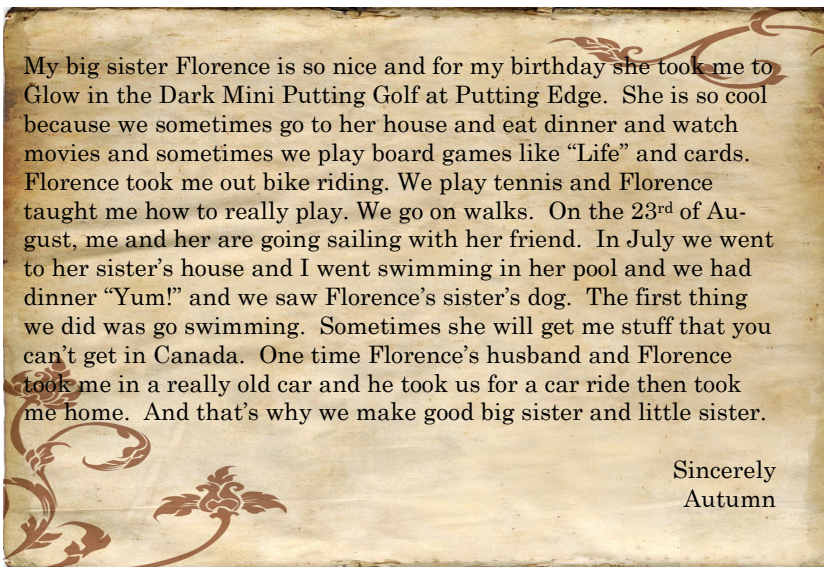 My big sister Florence is so nice and for my birthday she took me to
Glow in the Dark Mini Putting Golf at Putting Edge.  She is so cool
because we sometimes go to her house and eat dinner and watch
movies and sometimes we play board games like “Life” and cards.
Florence took me out bike riding. We play tennis and Florence
taught me how to really play. We go on walks.  On the 23rd of Au-
gust, me and her are going sailing with her friend.  In July we went
to her sister’s house and I went swimming in her pool and we had
dinner “Yum!” and we saw Florence’s sister’s dog.  The first thing
we did was go swimming.  Sometimes she will get me stuff that you
can’t get in Canada.  One time Florence’s husband and Florence
took me in a really old car and he took us for a car ride then took
me home.  And that’s why we make good big sister and little sister.
Sincerely
Autumn